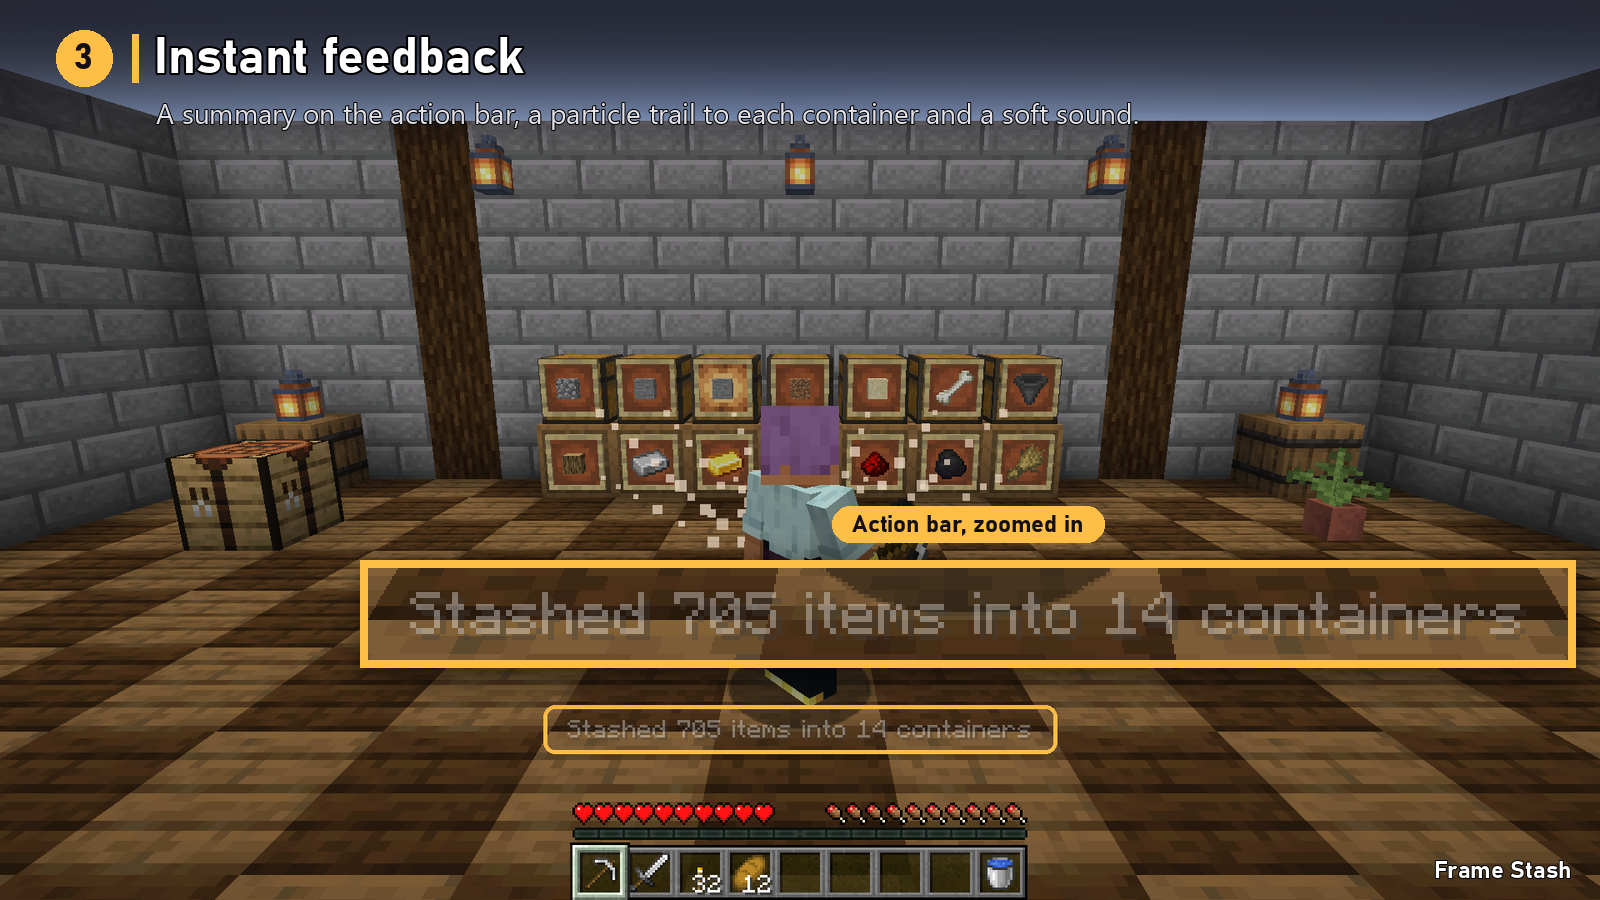 3 Instant feedback
A summary on the action bar, a particle trail to each container and a soft sound.
Action bar, zoomed in
Stashed 705 items into 14 containers
Stashed 705 items into 14 containers
32 12
Frame Stash